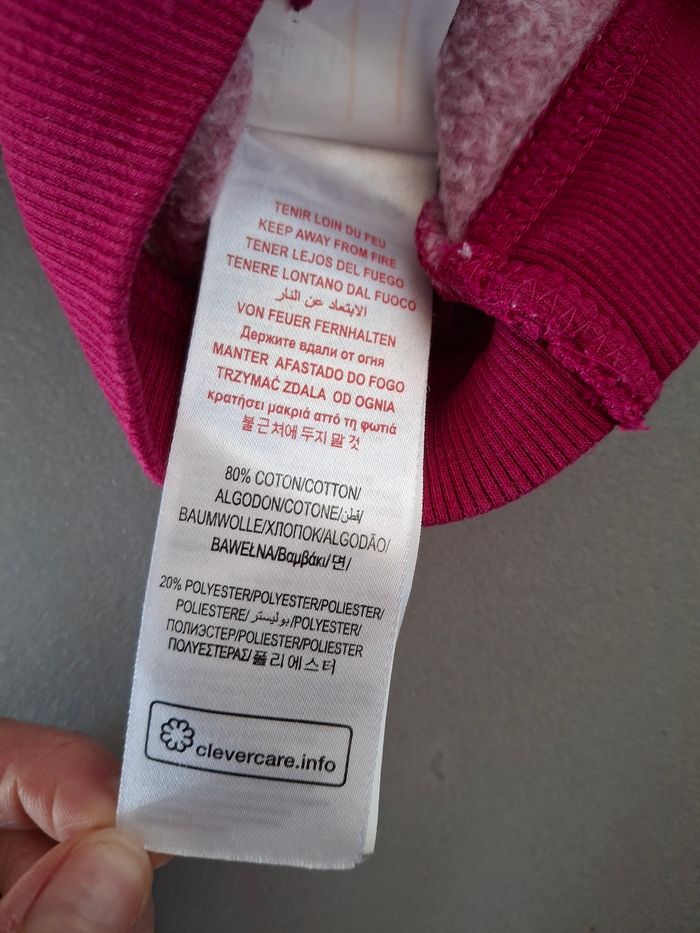 TENIR LOIN DU FEU
KEEP AWAY FROM FIRE
TENER LEJOS DEL FUEGO
TENERE LONTANO DAL FUOCO
الابتعاد عن النار
VON FEUER FERNHALTEN
Держите вдали от огня
MANTER AFASTADO DO FOGO
TRZYMAĆ ZDALA OD OGNIA
κρατήσει μακριά αττό τη φωτιά
불 근처에 두지 말 것
80% COTON/COTTON/
ALGODON/COTONE/قطن/
BAUMWOLLE/ХЛОПОК/ALGODÃO/
BAWEŁNA/Βαμβάκι/면/
20% POLYESTER/POLYESTER/POLIESTER/
POLIESTERE/بوليستر/POLYESTER/
ПОЛИЭСТЕР/POLIESTER/POLIESTER
ΠΟΛΥΕΣΤΕΡΑΣ/폴리에스터
clevercare.info